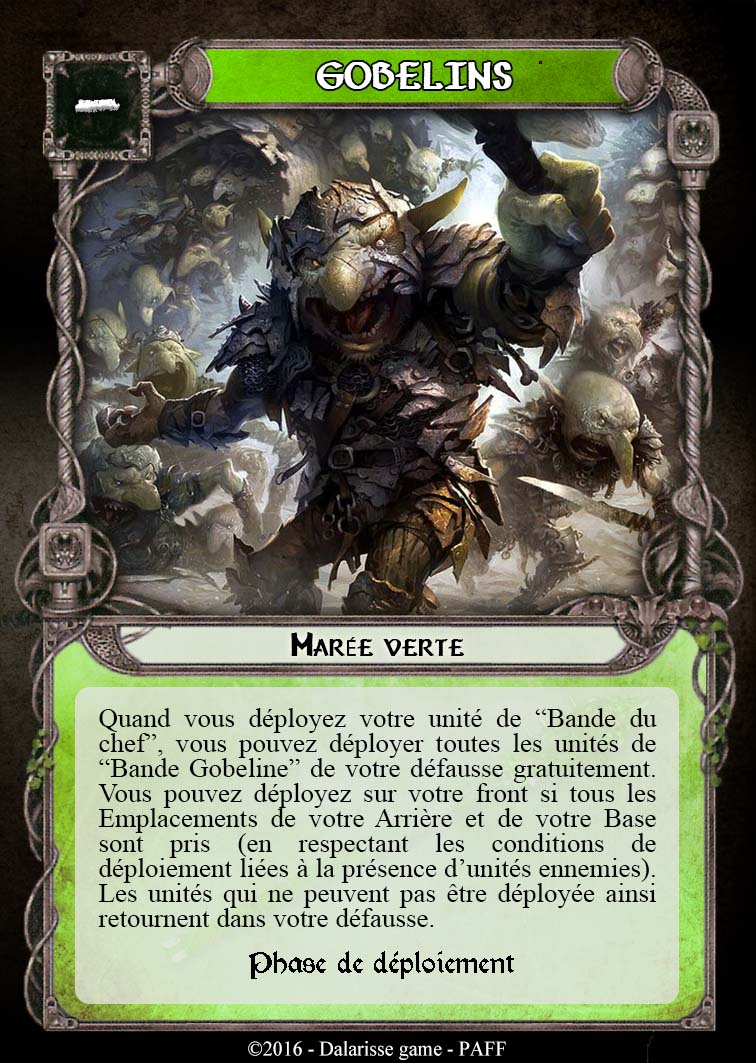 -
GOBELINS
Marée verte
Quand vous déployez votre unité de “Bande du
chef”, vous pouvez déployer toutes les unités de
“Bande Gobeline” de votre défausse gratuitement.
Vous pouvez déployez sur votre front si tous les
Emplacements de votre Arrière et de votre Base
sont pris (en respectant les conditions de
déploiement liées à la présence d’unités ennemies).
Les unités qui ne peuvent pas être déployée ainsi
retournent dans votre défausse.
Phase de déploiement
©2016 - Dalarisse game - PAFF